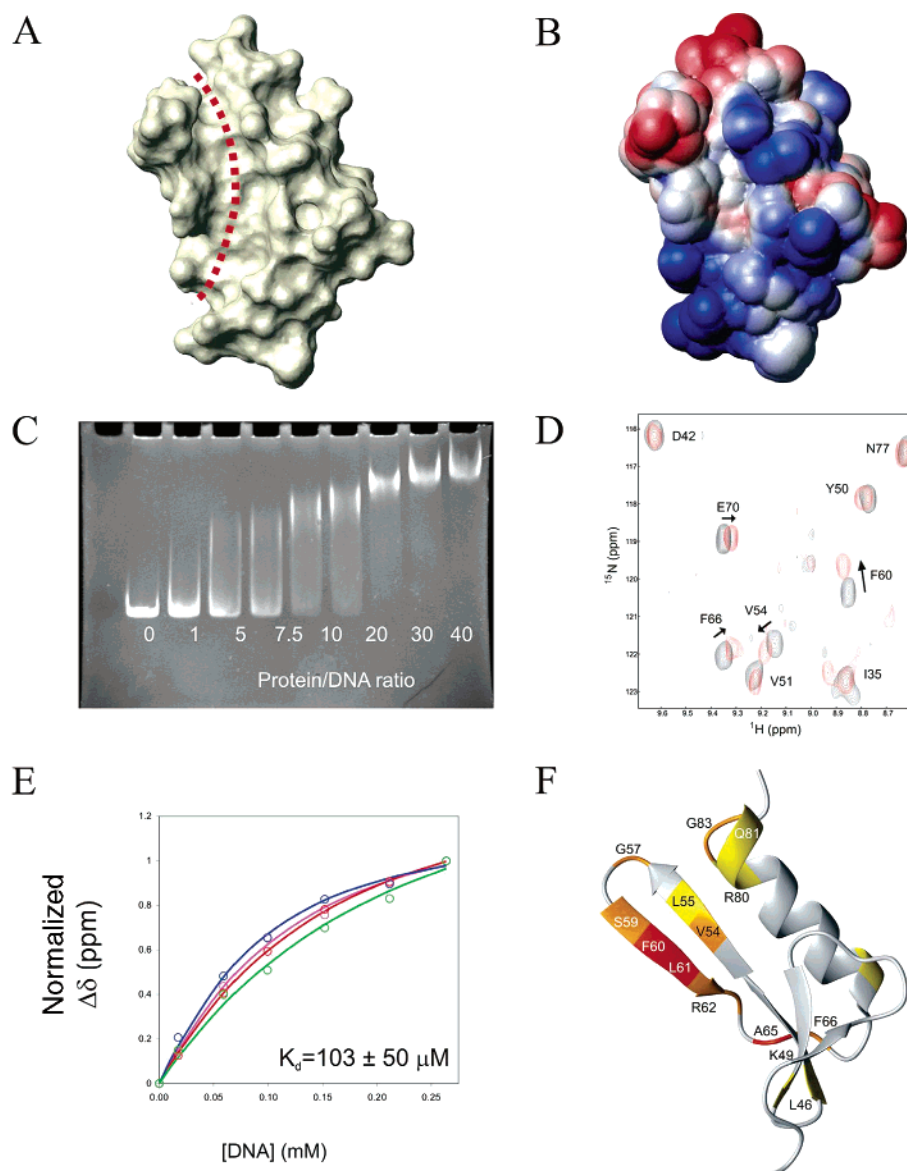 A
B
C
0 1 5 7.5 10 20 30 40
Protein/DNA ratio
D
116
117
118
119
120
121
122
123
15N (ppm)
D42
N77
Y50
E70
F60
F66
V54
V51
I35
9.6 9.5 9.4 9.3 9.2 9.1 9.0 8.9 8.8 8.7
1H (ppm)
E
1.2
1
0.8
0.6
0.4
0.2
0
Normalized
Δδ (ppm)
Kd=103 ± 50 μM
0.00 0.05 0.10 0.15 0.20 0.25
[DNA] (mM)
F
G83
Q81
G57
R80
L55
S59
V54
F60
L61
R62
F66
A65
K49
L46